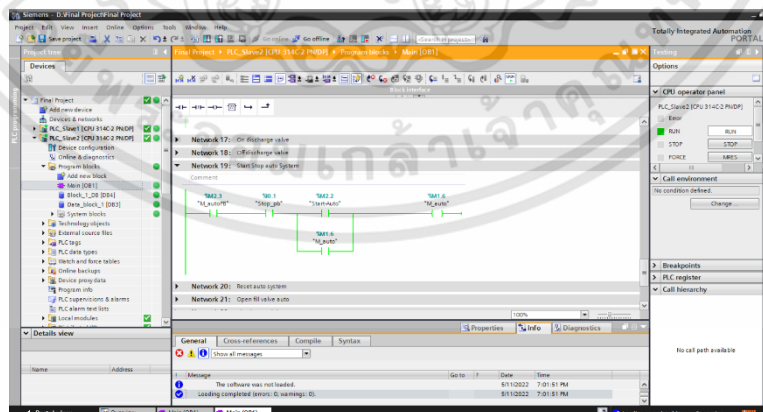 Siemens - D:\Final Project\Final Project
Project Edit View Insert Online Options Tools Window Help
Totally Integrated Automation
PORTAL
Save project
Go online
Go offline
Project tree
Final Project ▸ PLC_Slave2 [CPU 314C-2 PN/DP] ▸ Program blocks ▸ Main [OB1]
Testing
Devices
Options
Block interface
CPU operator panel
PLC_Slave2 [CPU 314C-2 PN/DP]
Error
RUN RUN
STOP STOP
FORCE MRES
Call environment
No condition defined.
Change ...
Breakpoints
PLC register
Call hierarchy
No call path available
Final Project
Add new device
Devices & networks
PLC_Slave1 [CPU 314C-2 PN/DP]
PLC_Slave2 [CPU 314C-2 PN/DP]
Device configuration
Online & diagnostics
Program blocks
Add new block
Main [OB1]
Block_1_DB [DB4]
Data_block_1 [DB3]
System blocks
Technology objects
External source files
PLC tags
PLC data types
Watch and force tables
Online backups
Device proxy data
Program info
PLC supervisions & alarms
PLC alarm text lists
Local modules
Details view
Name Address
Network 17: On discharge valve
Network 18: Off discharge valve
Network 19: Start Stop auto System
Comment
%M2.3
"M_autoPB"
"Stop_pb"
%M3.2
"Start-Auto"
%M1.6
"M_auto"
%M1.6
"M_auto"
Network 20: Reset auto system
Network 21: Open fill valve auto
100%
Properties Info Diagnostics
General Cross-references Compile Syntax
Show all messages
! Message Go to ? Date Time
The software was not loaded. 5/11/2022 7:01:51 PM
Loading completed (errors: 0; warnings: 0). 5/11/2022 7:01:51 PM